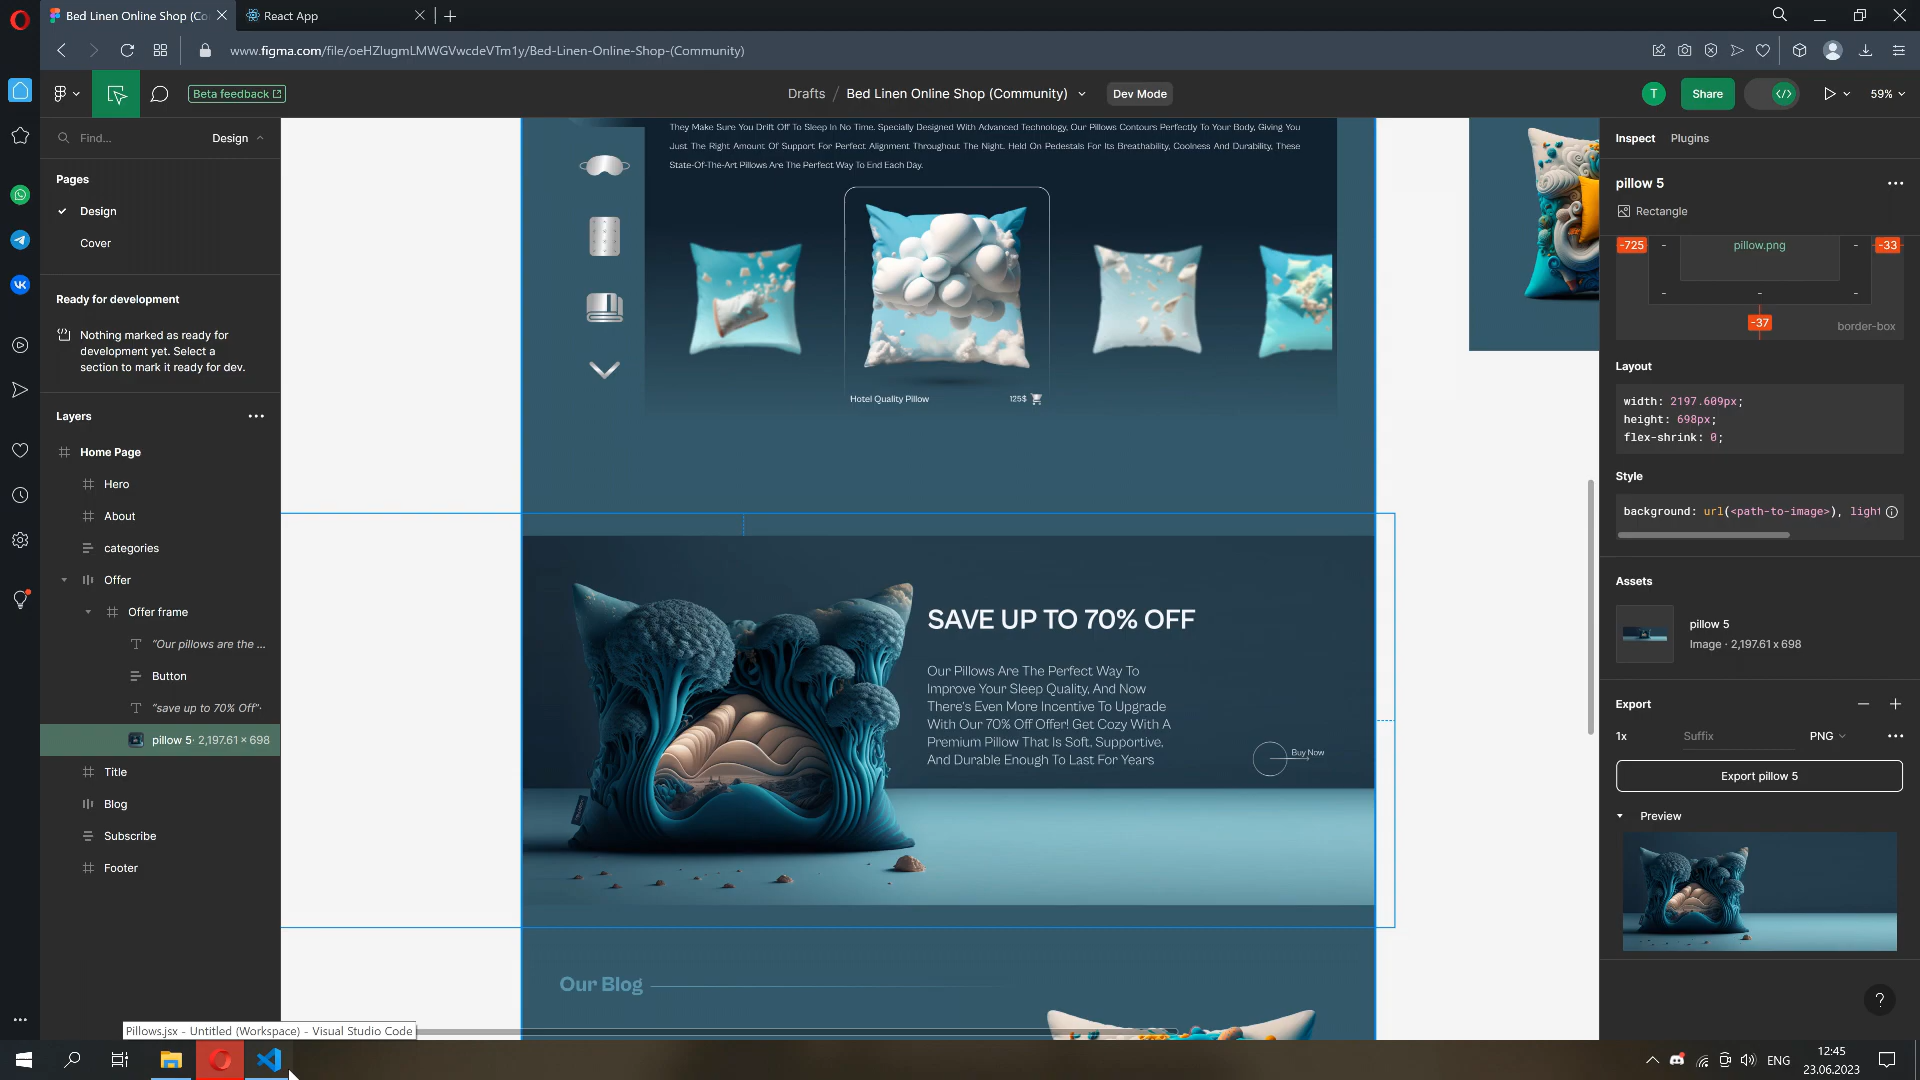 Bed Linen Online Shop (Co
React App
www.figma.com/file/oeHZlugmLMWGVwcdeVTm1y/Bed-Linen-Online-Shop-(Community)
Beta feedback
Drafts / Bed Linen Online Shop (Community)
Dev Mode
T
Share
59%
Find...
Design
Pages
Design
Cover
Ready for development
Nothing marked as ready for
development yet. Select a
section to mark it ready for dev.
Layers
Home Page
Hero
About
categories
Offer
Offer frame
"Our pillows are the ...
Button
"save up to 70% Off"·
pillow 5· 2,197.61 × 698
Title
Blog
Subscribe
Footer
They Make Sure You Drift Off To Sleep In No Time. Specially Designed With Advanced Technology, Our Pillows Contours Perfectly To Your Body, Giving You
Just The Right Amount Of Support For Perfect Alignment Throughout The Night. Held On Pedestals For Its Breathability, Coolness And Durability, These
State-Of-The-Art Pillows Are The Perfect Way To End Each Day.
Hotel Quality Pillow
125$
SAVE UP TO 70% OFF
Our Pillows Are The Perfect Way To
Improve Your Sleep Quality, And Now
There's Even More Incentive To Upgrade
With Our 70% Off Offer! Get Cozy With A
Premium Pillow That Is Soft, Supportive,
And Durable Enough To Last For Years
Buy Now
Our Blog
Inspect
Plugins
pillow 5
Rectangle
-725
-
pillow.png
-
-33
-
-
-
-37
border-box
Layout
width: 2197.609px;
height: 698px;
flex-shrink: 0;
Style
background: url(<path-to-image>), light
Assets
pillow 5
Image · 2,197.61 x 698
Export
1x
Suffix
PNG
Export pillow 5
Preview
?
Pillows.jsx - Untitled (Workspace) - Visual Studio Code
ENG
12:45
23.06.2023